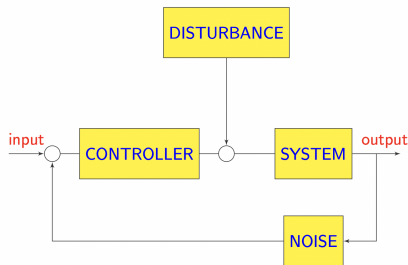 DISTURBANCE
input
CONTROLLER
SYSTEM
output
NOISE